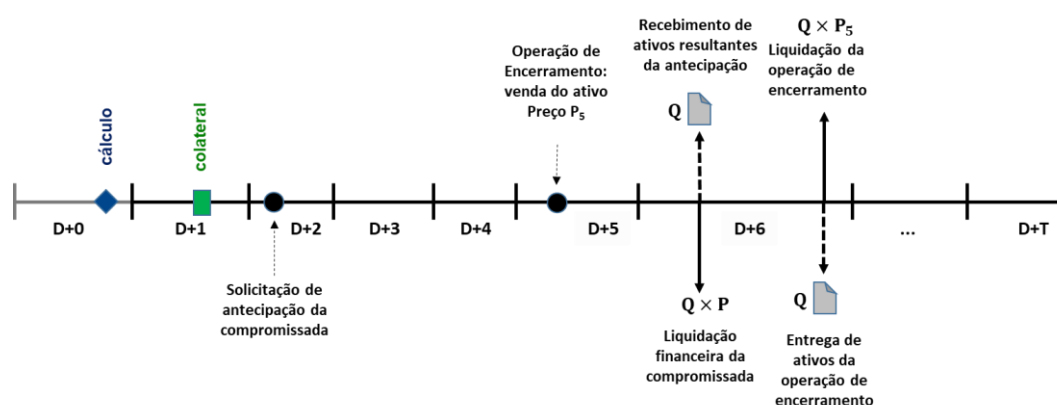 cálculo
colateral
Operação de
Encerramento:
venda do ativo
Preço P₅
Recebimento de
ativos resultantes
da antecipação
Q
Q × P₅
Liquidação da
operação de
encerramento
D+0
D+1
D+2
D+3
D+4
D+5
D+6
...
D+T
Solicitação de
antecipação da
compromissada
Q × P
Liquidação
financeira da
compromissada
Q
Entrega de
ativos da
operação de
encerramento